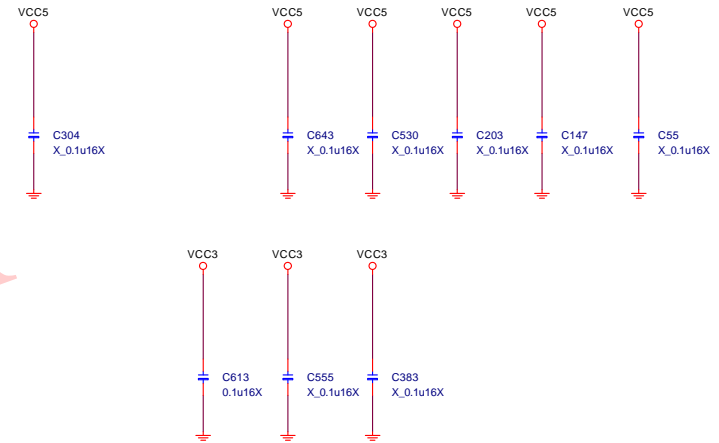 VCC5 VCC5 VCC5 VCC5 VCC5 VCC5
C304 C643 C530 C203 C147 C55
X_0.1u16X X_0.1u16X X_0.1u16X X_0.1u16X X_0.1u16X X_0.1u16X
VCC3 VCC3 VCC3
C613 C555 C383
0.1u16X X_0.1u16X X_0.1u16X